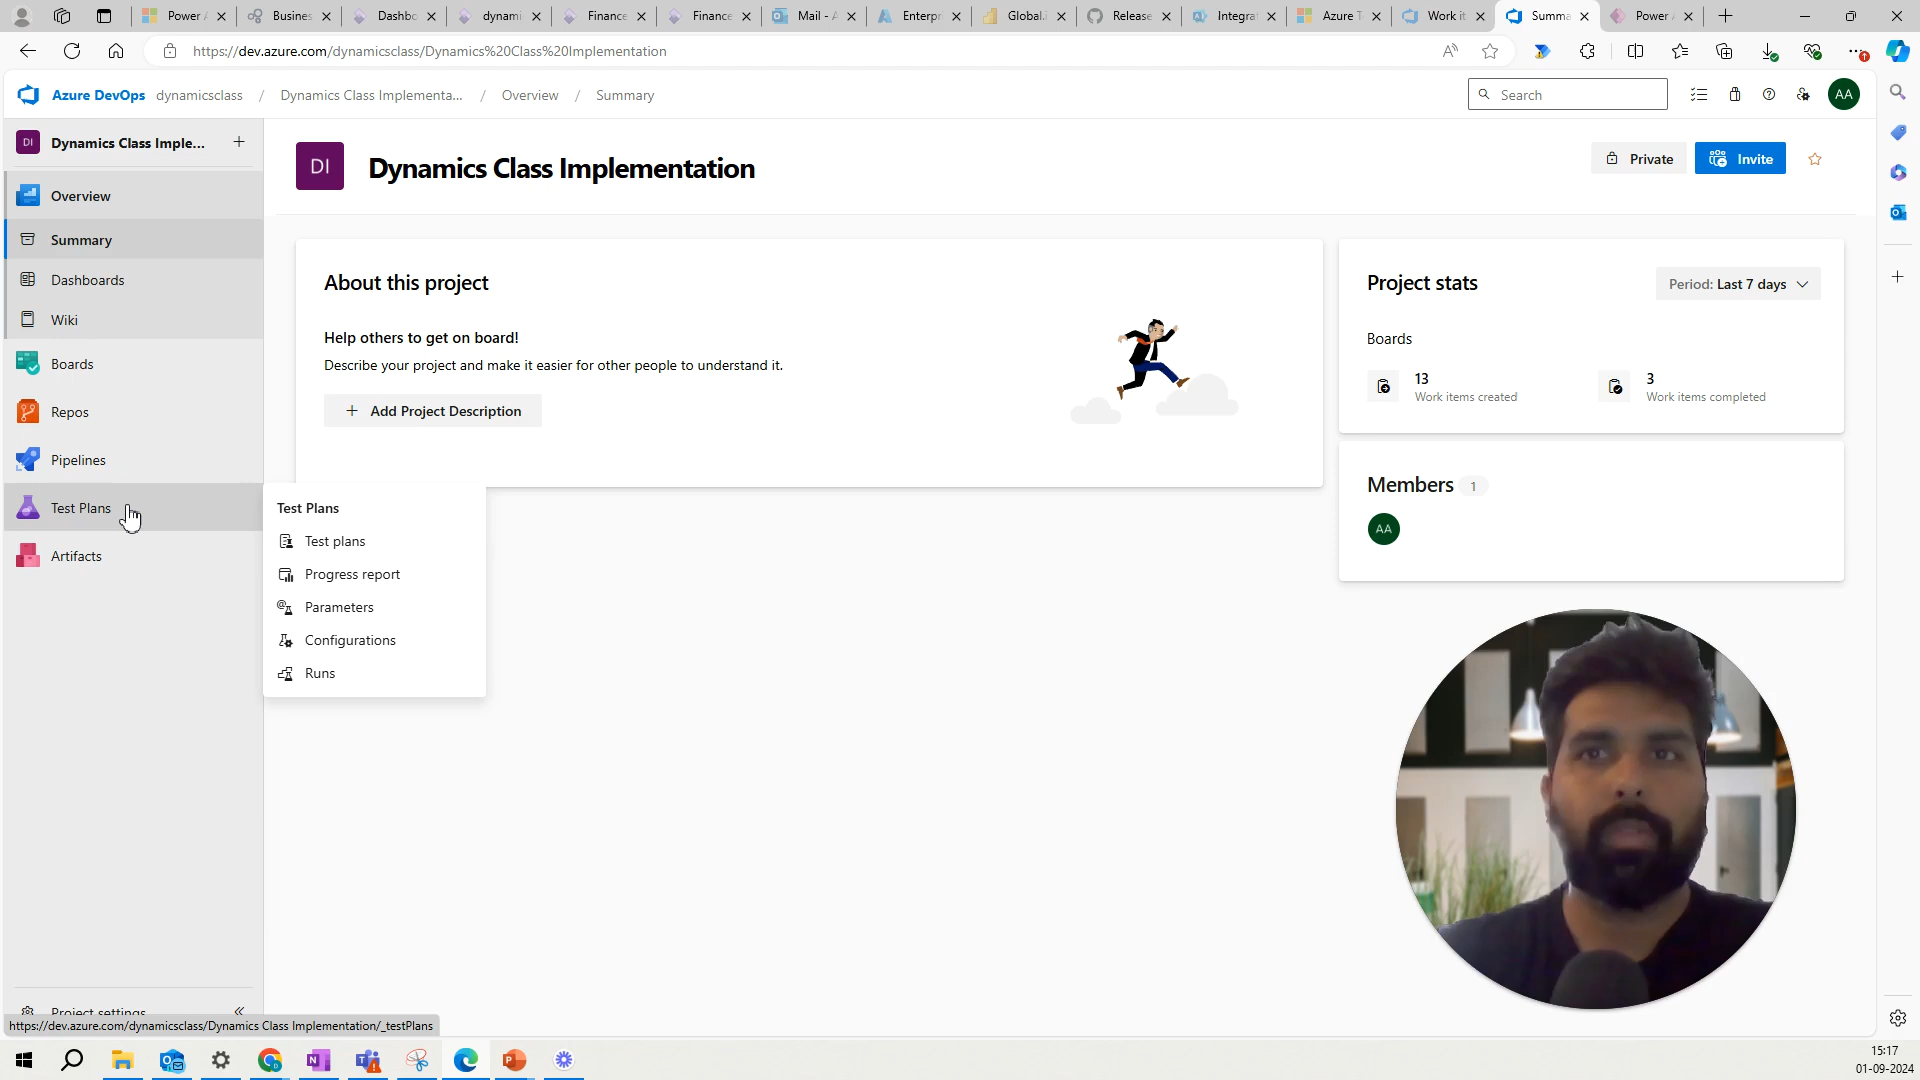 Power A
Busines
Dashbo
dynami
Finance
Finance
Mail - A
Enterpr
Global.
Release
Integrat
Azure T
Work it
Summa
Power A
https://dev.azure.com/dynamicsclass/Dynamics%20Class%20Implementation
Azure DevOps dynamicsclass / Dynamics Class Implementa... / Overview / Summary
Search
AA
DI Dynamics Class Imple... +
DI Dynamics Class Implementation
Private
Invite
Overview
Summary
Dashboards
Wiki
Boards
Repos
Pipelines
Test Plans
Artifacts
About this project
Help others to get on board!
Describe your project and make it easier for other people to understand it.
+ Add Project Description
Project stats
Period: Last 7 days
Boards
13
Work items created
3
Work items completed
Members 1
AA
Test Plans
Test plans
Progress report
Parameters
Configurations
Runs
Project settings
https://dev.azure.com/dynamicsclass/Dynamics Class Implementation/_testPlans
15:17
01-09-2024